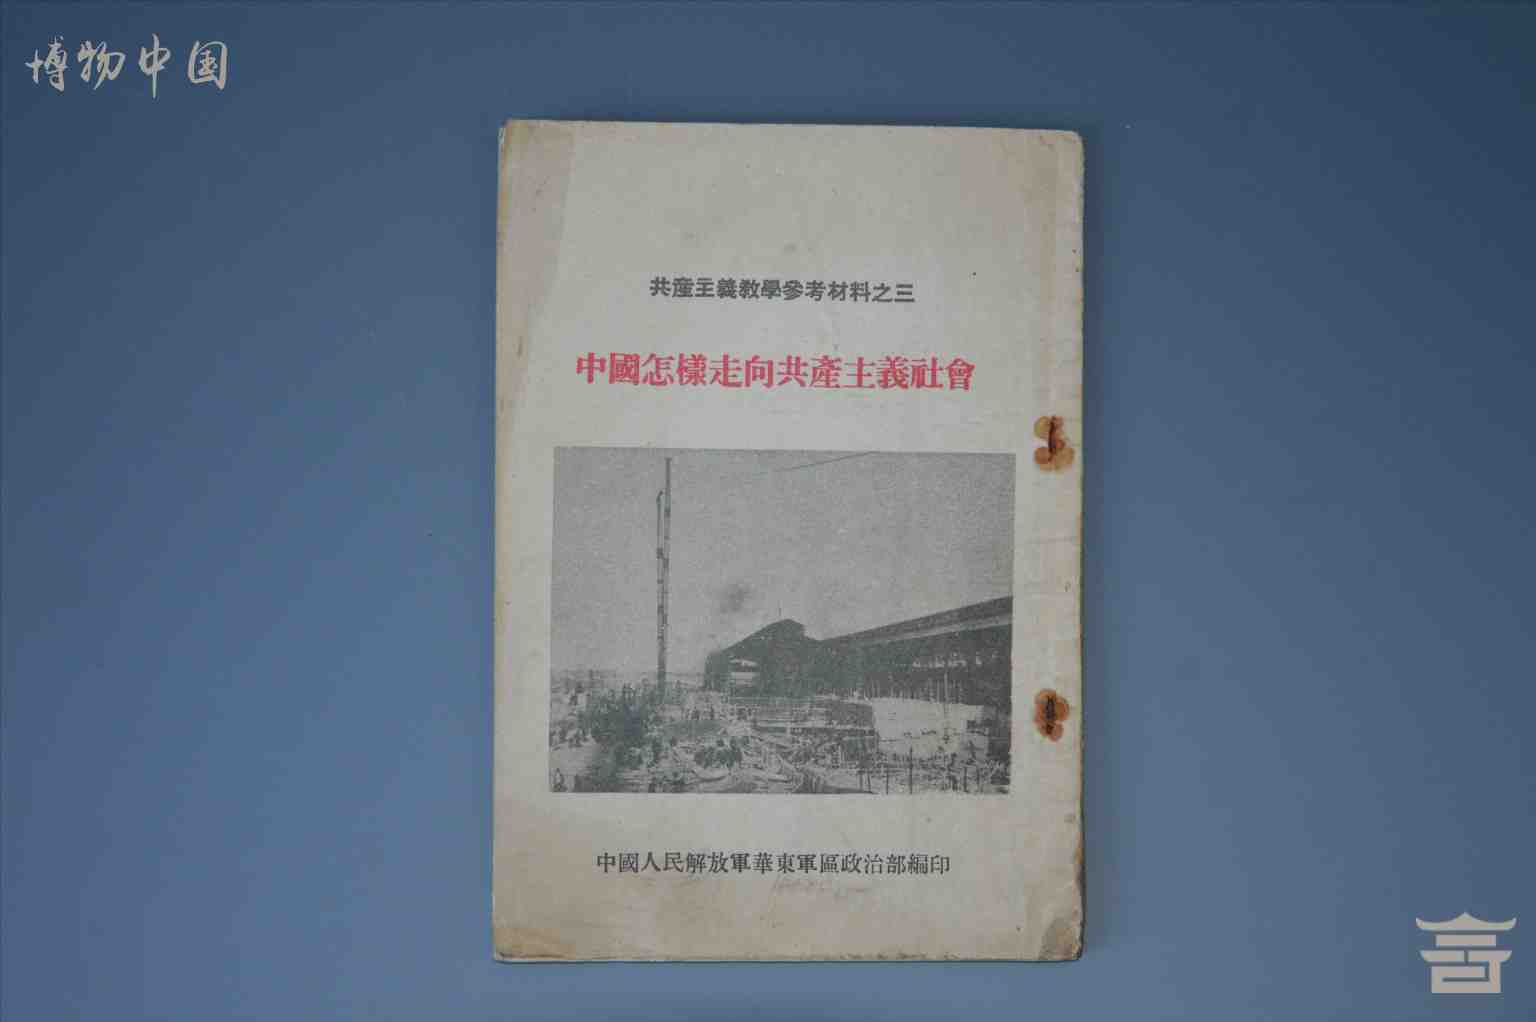 博物中国
共產主義教學參考材料之三
中國怎樣走向共產主義社會
中國人民解放軍華東軍區政治部編印